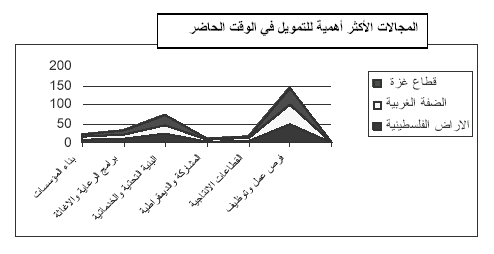 المجالات الأكثر أهمية للتمويل في الوقت الحاضر
200
150
100
50
0
قطاع غزة
الضفة الغربية
الاراض الفلسطينية
بناء المؤسسات
برامج الرعاية والاغاثة
البنية التحتية والخدماتية
المشاركة والديمقراطية
القطاعات الانتاجية
فرص عمل وتوظيف